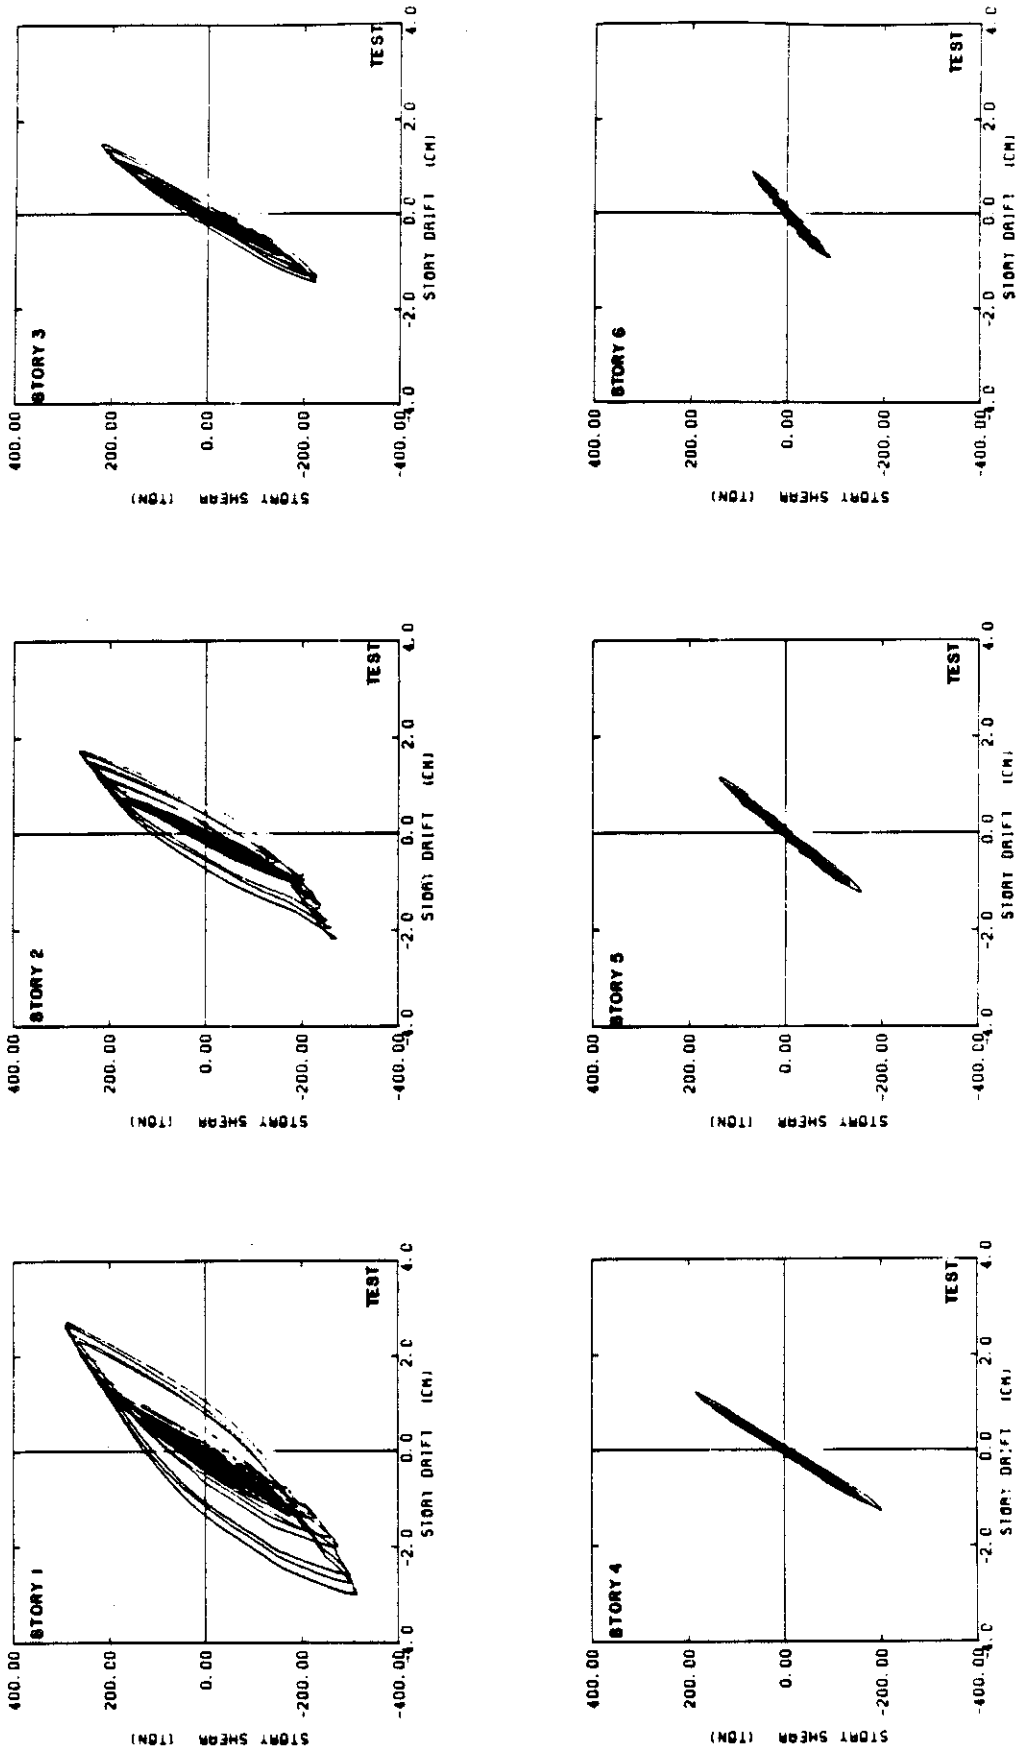 STORY 1
400.00
200.00
0.00
-200.00
-400.00
STORY SHEAR (TON)
TEST
-4.0 -2.0 0.0 2.0 4.0
STORY DRIFT (CM)
STORY 2
400.00
200.00
0.00
-200.00
-400.00
STORY SHEAR (TON)
TEST
-4.0 -2.0 0.0 2.0 4.0
STORY DRIFT (CM)
STORY 3
400.00
200.00
0.00
-200.00
-400.00
STORY SHEAR (TON)
TEST
-4.0 -2.0 0.0 2.0 4.0
STORY DRIFT (CM)
STORY 4
400.00
200.00
0.00
-200.00
-400.00
STORY SHEAR (TON)
TEST
-4.0 -2.0 0.0 2.0 4.0
STORY DRIFT (CM)
STORY 5
400.00
200.00
0.00
-200.00
-400.00
STORY SHEAR (TON)
TEST
-4.0 -2.0 0.0 2.0 4.0
STORY DRIFT (CM)
STORY 6
400.00
200.00
0.00
-200.00
-400.00
STORY SHEAR (TON)
TEST
-4.0 -2.0 0.0 2.0 4.0
STORY DRIFT (CM)